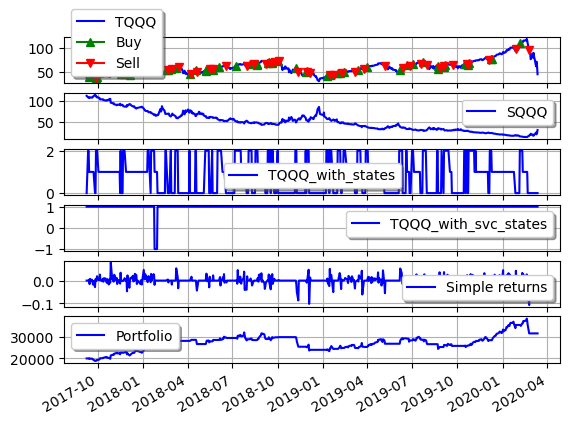 TQQQ
Buy
Sell
100
50
SQQQ
100
50
TQQQ_with_states
2
0
TQQQ_with_svc_states
1
0
−1
Simple returns
0.0
−0.1
Portfolio
30000
20000
2017-10 2018-01 2018-04 2018-07 2018-10 2019-01 2019-04 2019-07 2019-10 2020-01 2020-04